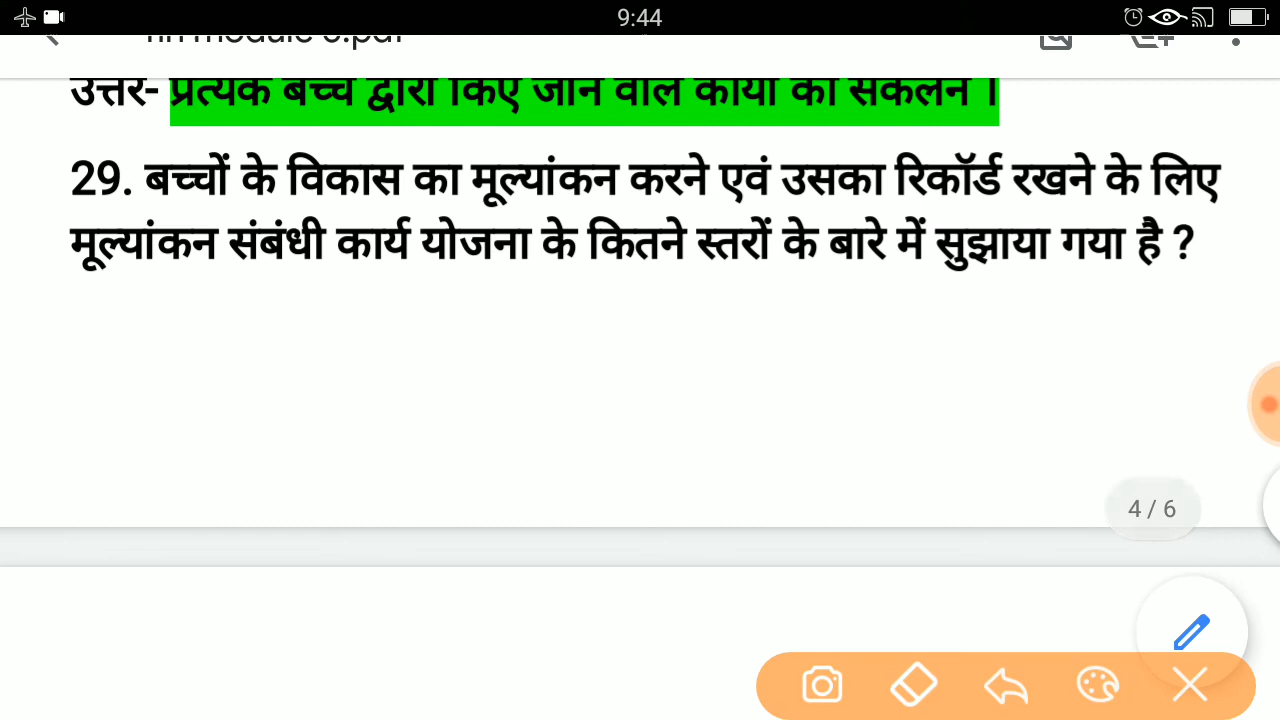 9:44
उत्तर- प्रत्येक बच्चे द्वारा किए जाने वाले कार्यों का संकलन ।
29. बच्चों के विकास का मूल्यांकन करने एवं उसका रिकॉर्ड रखने के लिए
मूल्यांकन संबंधी कार्य योजना के कितने स्तरों के बारे में सुझाया गया है ?
4 / 6